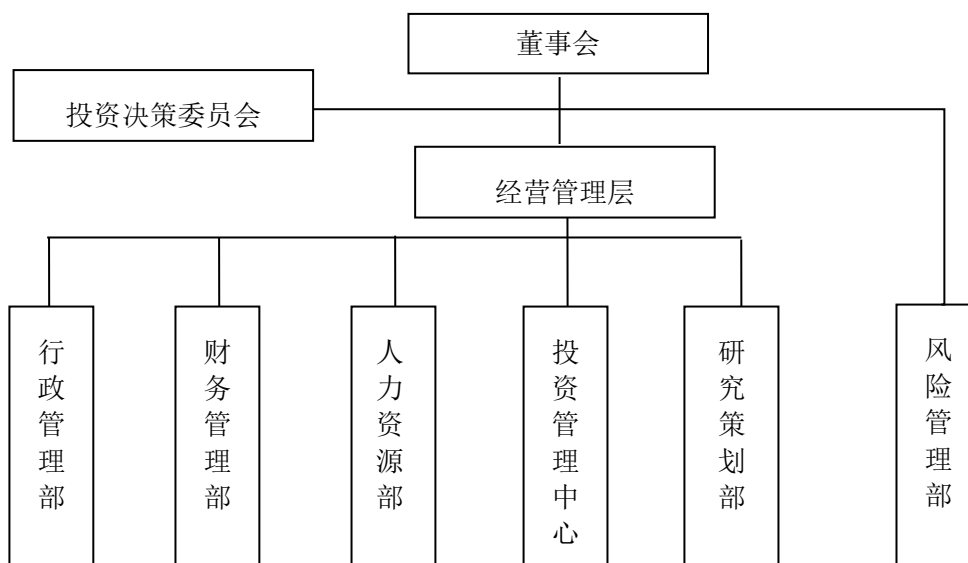 董事会
投资决策委员会
经营管理层
行政管理部
财务管理部
人力资源部
投资管理中心
研究策划部
风险管理部